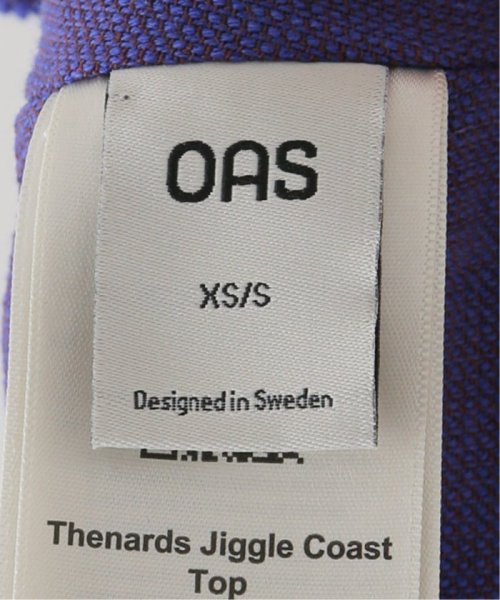 OAS
XS/S
Designed in Sweden
Thenards Jiggle Coast
Top